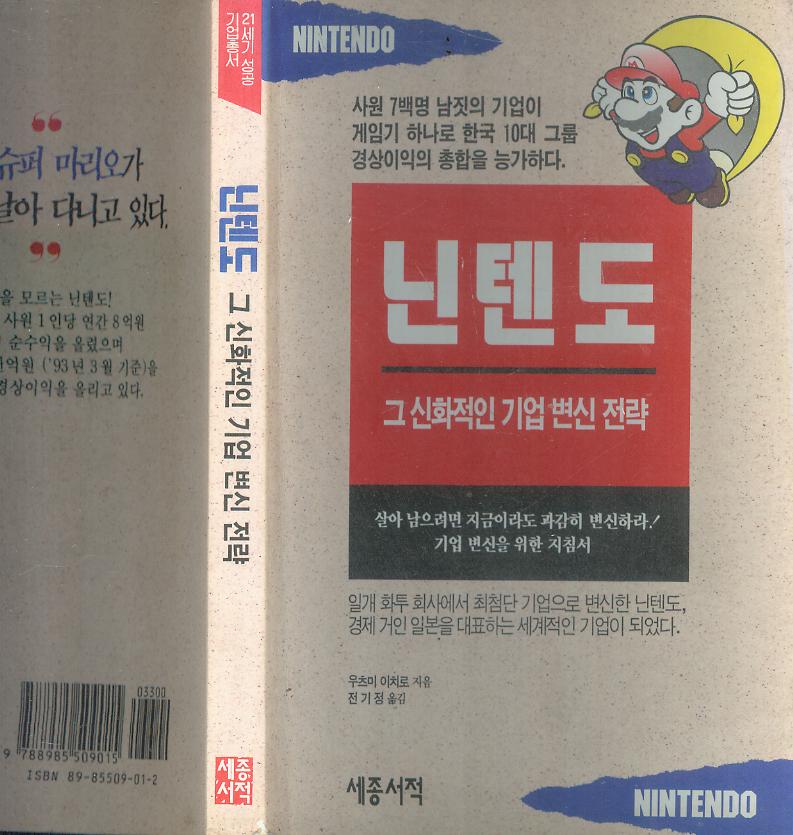 “
슈퍼 마리오가
날아 다니고 있다.
”
을 모르는 닌텐도!
사원 1인당 연간 8억원
순수익을 올렸으며
억원 ('93년 3월 기준)을
경상이익을 올리고 있다.
03300
9 788985 509015
ISBN 89-85509-01-2
21세기 성공
기업총서
닌텐도 그 신화적인 기업 변신 전략
세종
서적
NINTENDO
사원 7백명 남짓의 기업이
게임기 하나로 한국 10대 그룹
경상이익의 총합을 능가하다.
M
닌텐도
그 신화적인 기업 변신 전략
살아 남으려면 지금이라도 과감히 변신하라!
기업 변신을 위한 지침서
일개 화투 회사에서 최첨단 기업으로 변신한 닌텐도,
경제 거인 일본을 대표하는 세계적인 기업이 되었다.
우츠미 이치로 지음
전기정 옮김
세종서적
NINTENDO